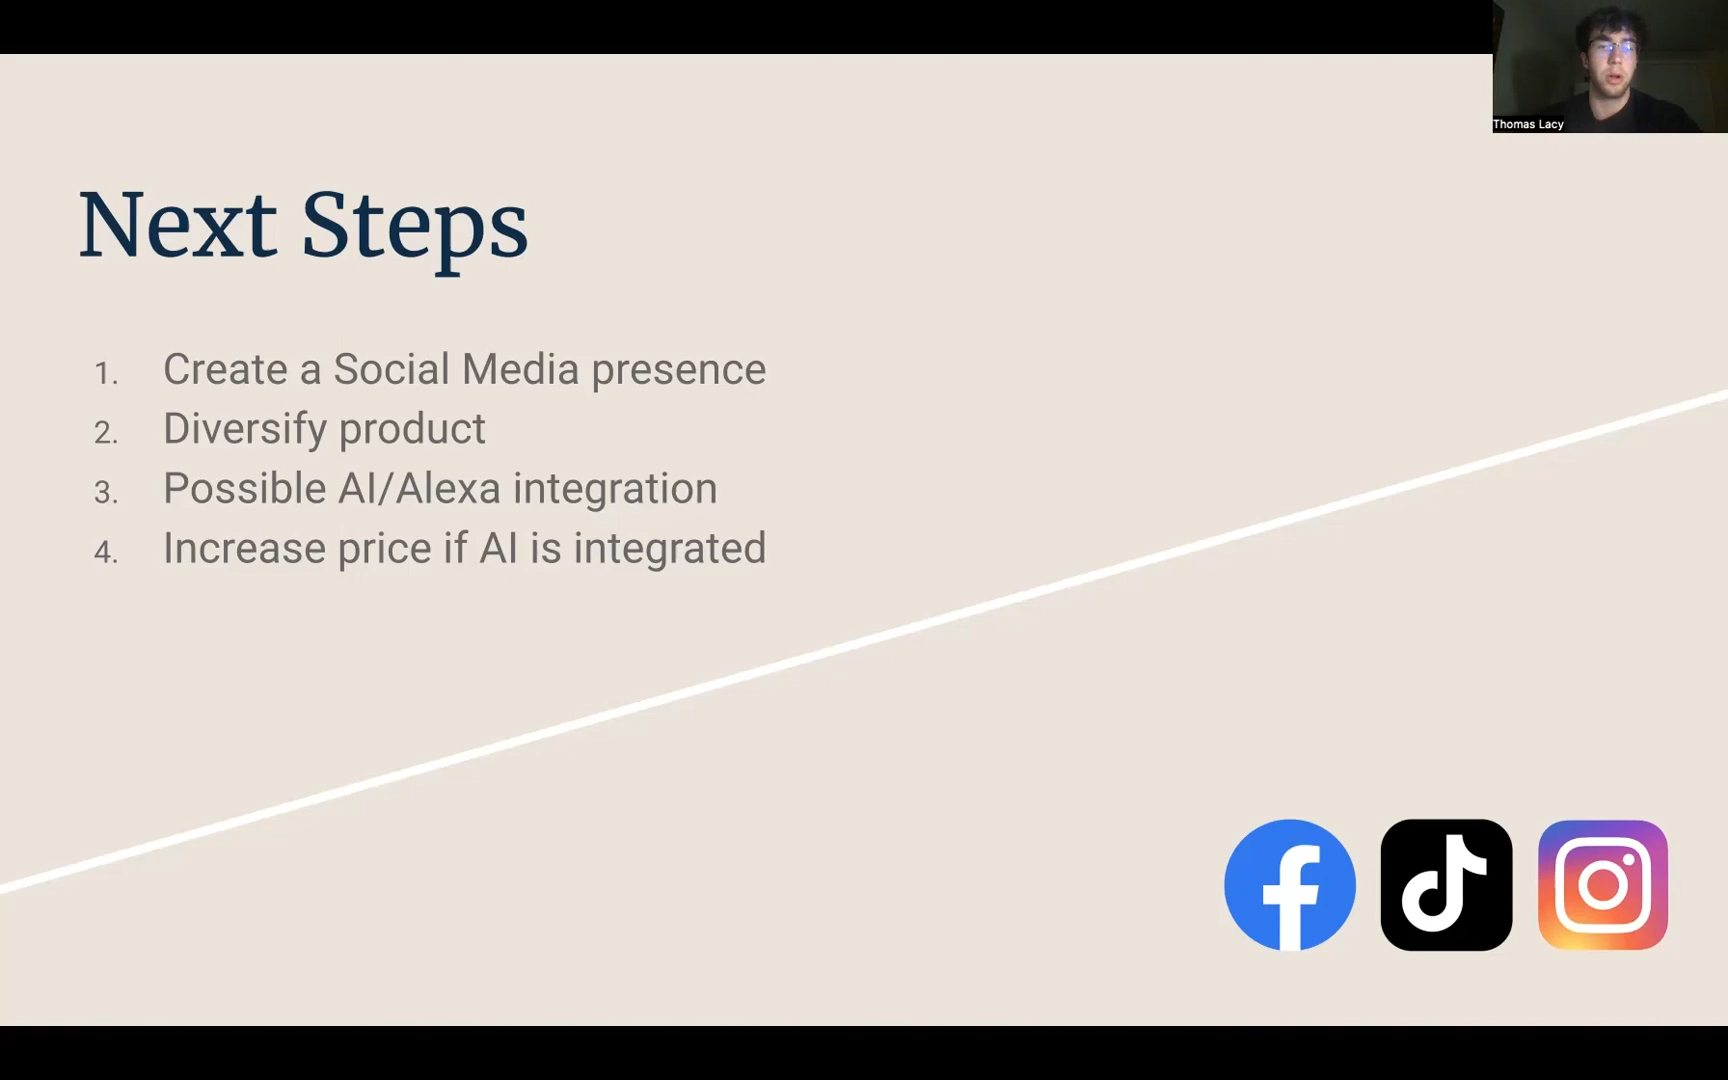 Thomas Lacy
Next Steps
1. Create a Social Media presence
2. Diversify product
3. Possible AI/Alexa integration
4. Increase price if AI is integrated